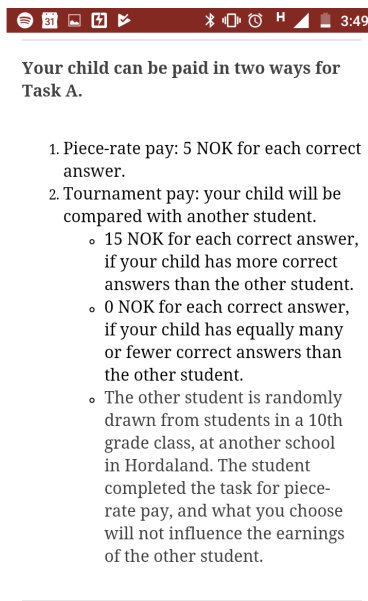 31 H 3:49
Your child can be paid in two ways for
Task A.
1. Piece-rate pay: 5 NOK for each correct
answer.
2. Tournament pay: your child will be
compared with another student.
15 NOK for each correct answer,
if your child has more correct
answers than the other student.
0 NOK for each correct answer,
if your child has equally many
or fewer correct answers than
the other student.
The other student is randomly
drawn from students in a 10th
grade class, at another school
in Hordaland. The student
completed the task for piece-
rate pay, and what you choose
will not influence the earnings
of the other student.